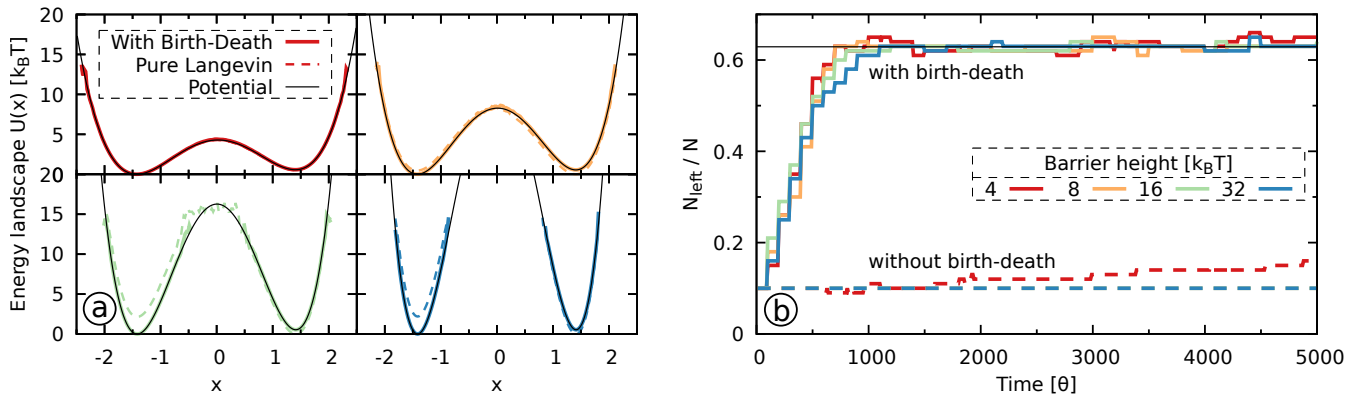 Energy landscape U(x) [k_BT]
20
15
10
5
0
With Birth-Death
Pure Langevin
Potential
20
15
10
5
0
a
-2 -1 0 1 2
-2 -1 0 1 2
x
x
N_left / N
0.6
0.4
0.2
0
with birth-death
Barrier height [k_BT]
4 8 16 32
without birth-death
b
0 1000 2000 3000 4000 5000
Time [θ]